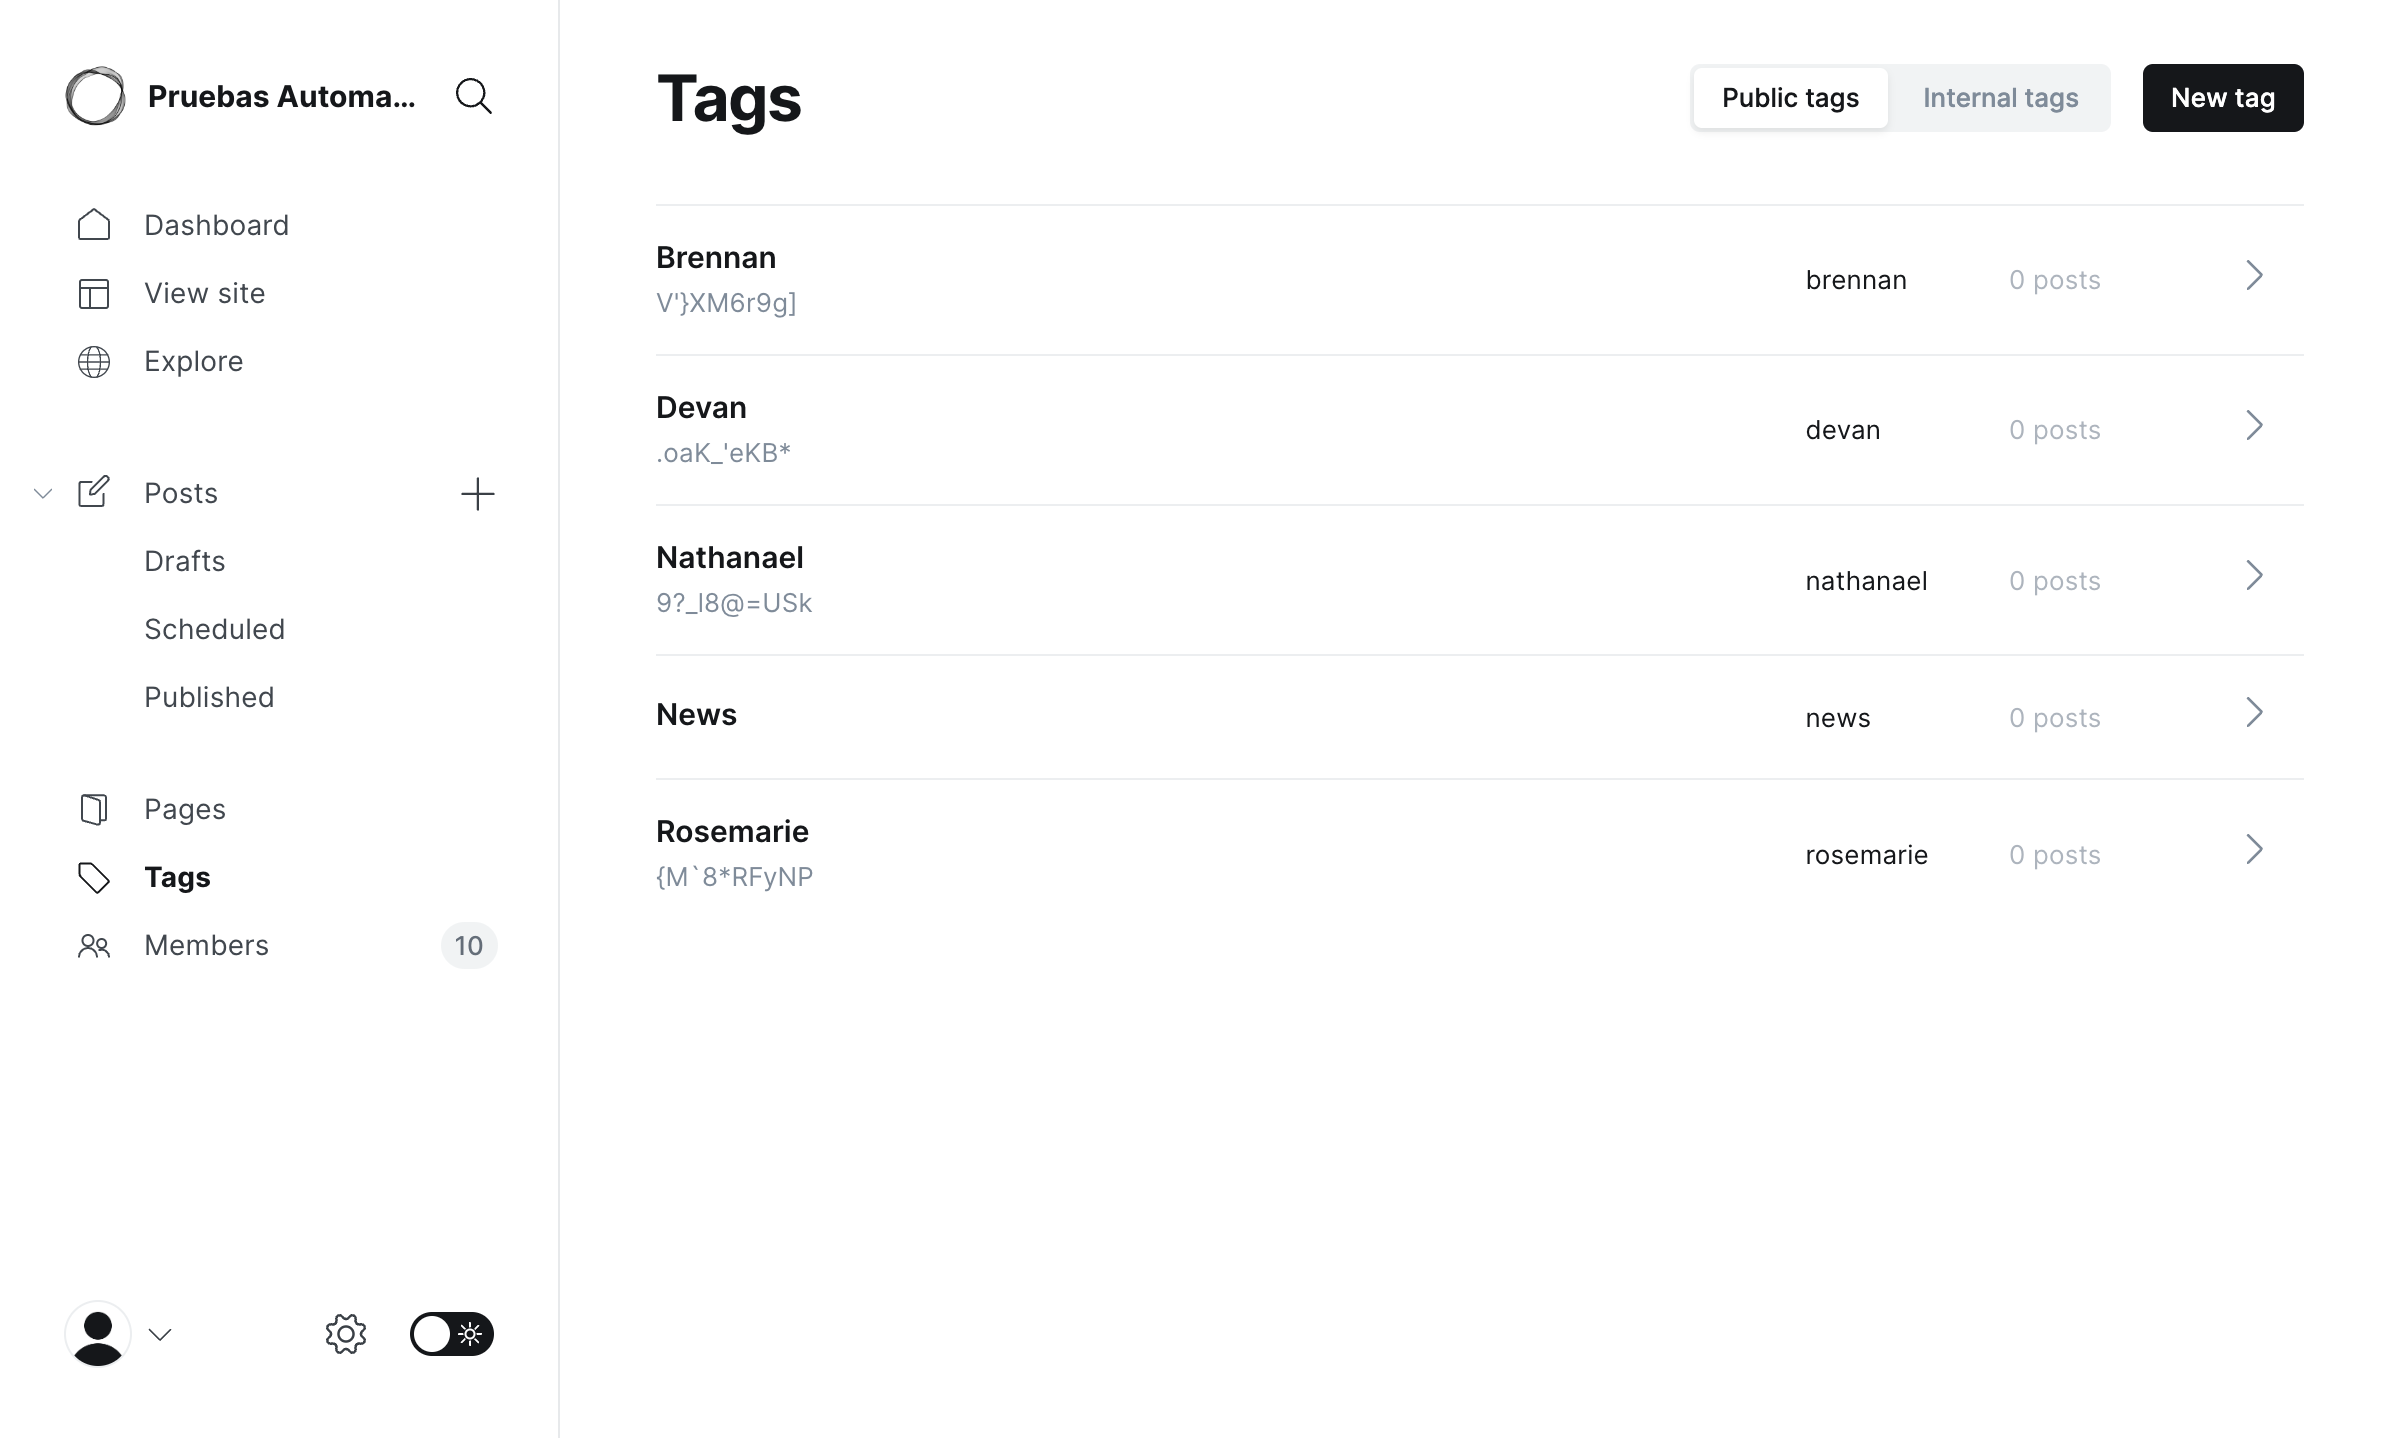 Pruebas Automa...
Dashboard
View site
Explore
Posts
Drafts
Scheduled
Published
Pages
Tags
Members 10
Tags
Public tags Internal tags New tag
Brennan
V'}XM6r9g]
brennan 0 posts
Devan
.oaK_'eKB*
devan 0 posts
Nathanael
9?_I8@=USk
nathanael 0 posts
News
news 0 posts
Rosemarie
{M`8*RFyNP
rosemarie 0 posts